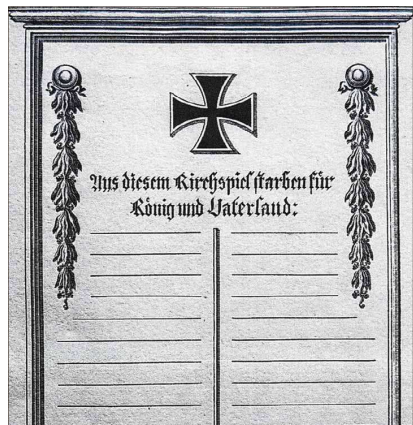 Aus diesem Kirchspiel starben für
König und Vaterland: